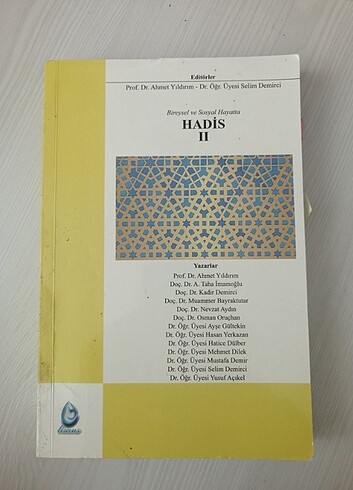 Editörler
Prof. Dr. Ahmet Yıldırım - Dr. Öğr. Üyesi Selim Demirci
Bireysel ve Sosyal Hayatta
HADİS
II
Yazarlar
Prof. Dr. Ahmet Yıldırım
Doç. Dr. A. Taha İmamoğlu
Doç. Dr. Kadir Demirci
Doç. Dr. Muammer Bayraktutar
Doç. Dr. Nevzat Aydın
Doç. Dr. Osman Oruçhan
Dr. Öğr. Üyesi Ayşe Gültekin
Dr. Öğr. Üyesi Hasan Yerkazan
Dr. Öğr. Üyesi Hatice Dülber
Dr. Öğr. Üyesi Mehmet Dilek
Dr. Öğr. Üyesi Mustafa Demir
Dr. Öğr. Üyesi Selim Demirci
Dr. Öğr. Üyesi Yusuf Açıkel